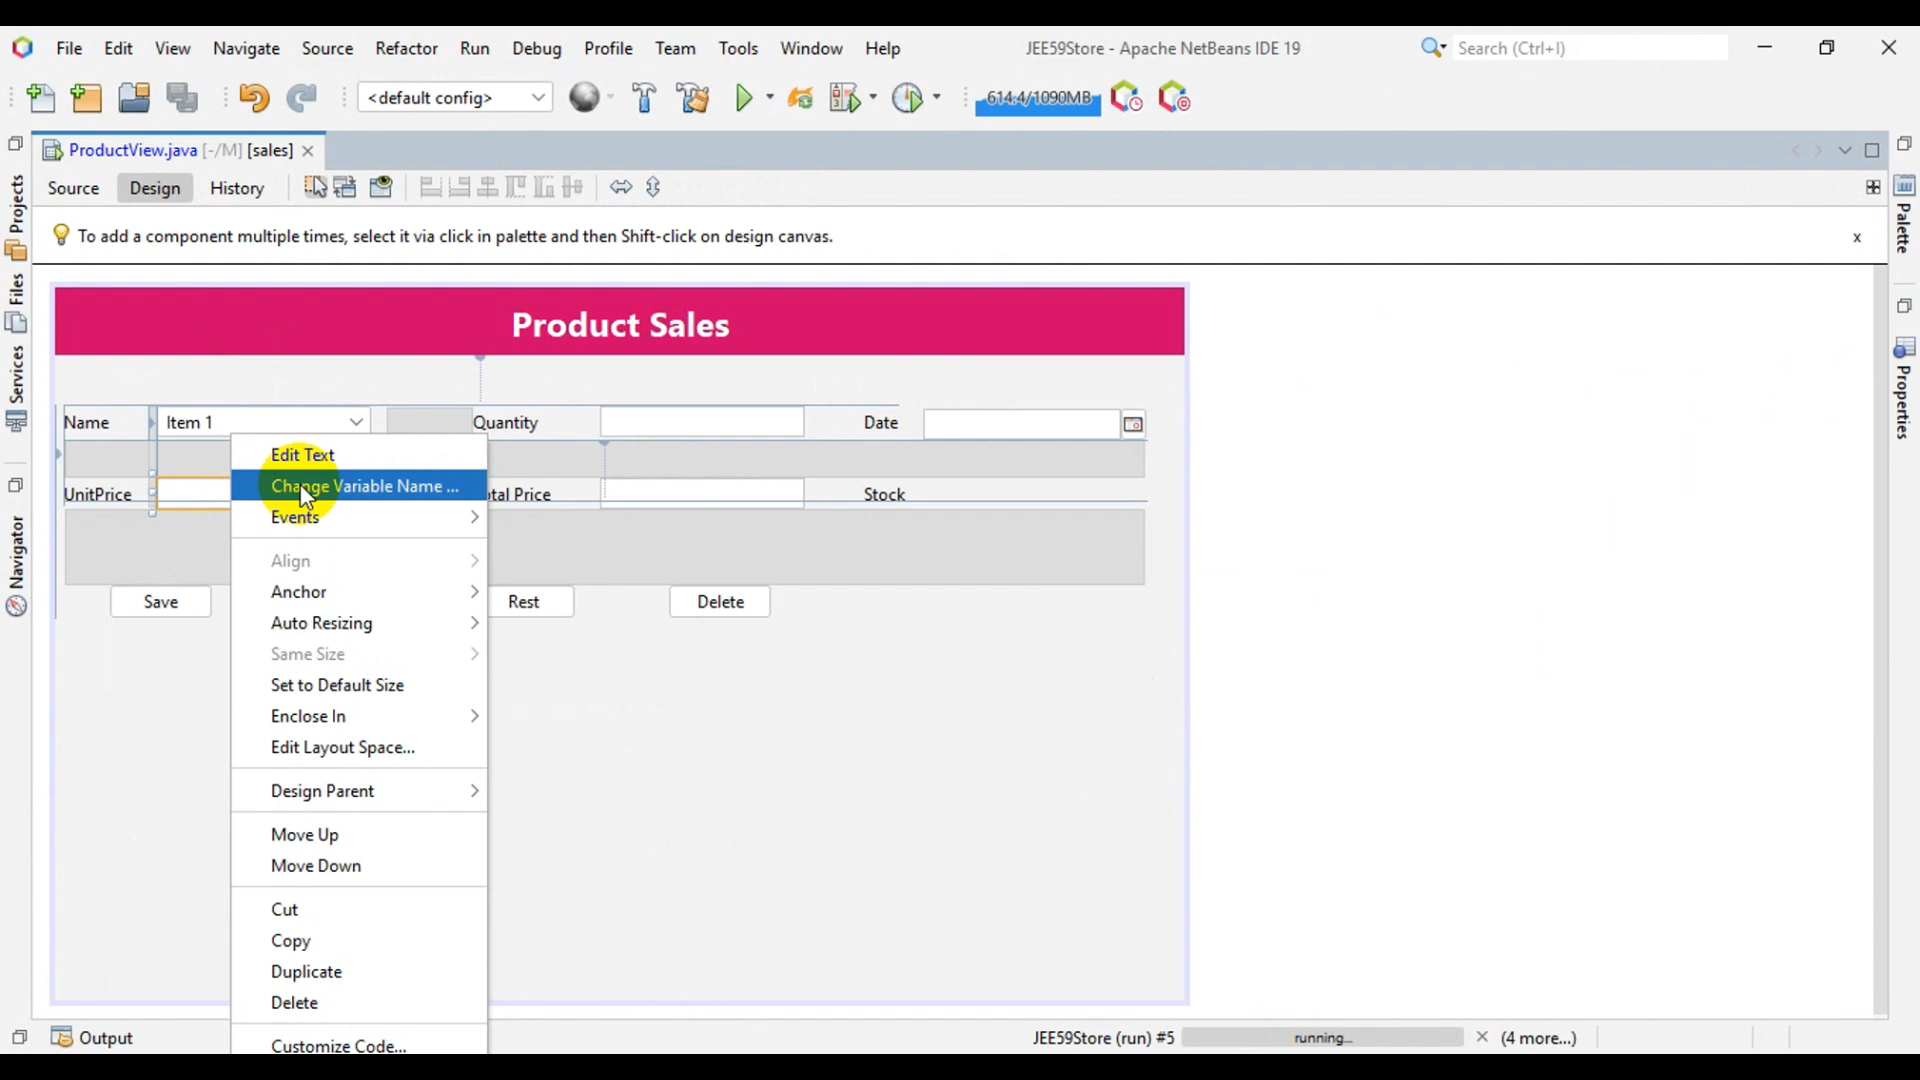 File Edit View Navigate Source Refactor Run Debug Profile Team Tools Window Help JEE59Store - Apache NetBeans IDE 19 Search (Ctrl+I)
<default config> 614.4/1090MB
ProductView.java [-/M] [sales]
Source Design History
To add a component multiple times, select it via click in palette and then Shift-click on design canvas. x
Projects
Files
Services
Navigator
Palette
Properties
Product Sales
Name Item 1 Quantity Date
UnitPrice tal Price Stock
Save Rest Delete
Edit Text
Change Variable Name ...
Events
Align
Anchor
Auto Resizing
Same Size
Set to Default Size
Enclose In
Edit Layout Space...
Design Parent
Move Up
Move Down
Cut
Copy
Duplicate
Delete
Customize Code...
Output JEE59Store (run) #5 running... (4 more...)